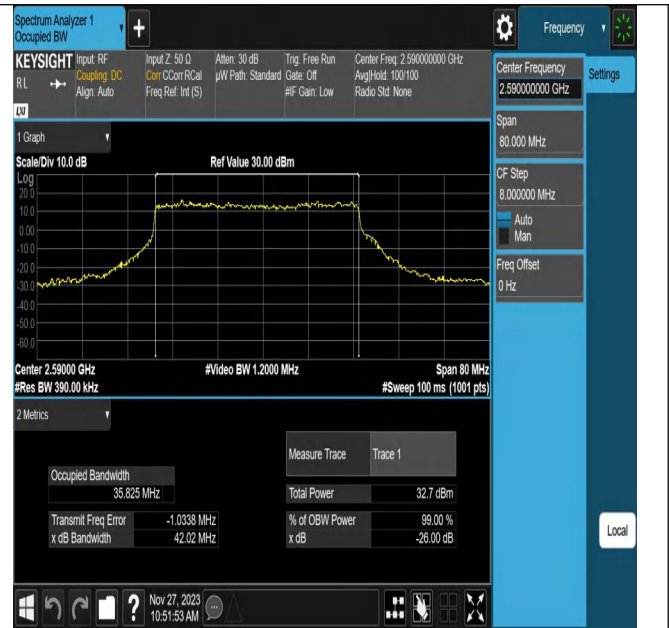 Spectrum Analyzer 1
Occupied BW
+
Frequency
KEYSIGHT Input: RF Input Z: 50 Ω Atten: 30 dB Trig: Free Run Center Freq: 2.590000000 GHz
RL Coupling: DC Corr CCorr RCal µW Path: Standard Gate: Off Avg|Hold: 100/100
Align: Auto Freq Ref: Int (S) #IF Gain: Low Radio Std: None
LXI
Center Frequency
2.590000000 GHz
Settings
Span
80.000 MHz
CF Step
8.000000 MHz
Auto
Man
Freq Offset
0 Hz
1 Graph
Scale/Div 10.0 dB Ref Value 30.00 dBm
Log
20.0
10.0
0.00
-10.0
-20.0
-30.0
-40.0
-50.0
-60.0
Center 2.59000 GHz #Video BW 1.2000 MHz Span 80 MHz
#Res BW 390.00 kHz #Sweep 100 ms (1001 pts)
2 Metrics
Measure Trace Trace 1
Occupied Bandwidth
35.825 MHz
Total Power 32.7 dBm
Transmit Freq Error -1.0338 MHz % of OBW Power 99.00 %
x dB Bandwidth 42.02 MHz x dB -26.00 dB
Local
? Nov 27, 2023
10:51:53 AM